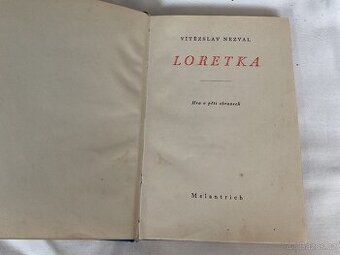 VÍTĚZSLAV NEZVAL
LORETKA
Hra o pěti obrazech
Melantrich